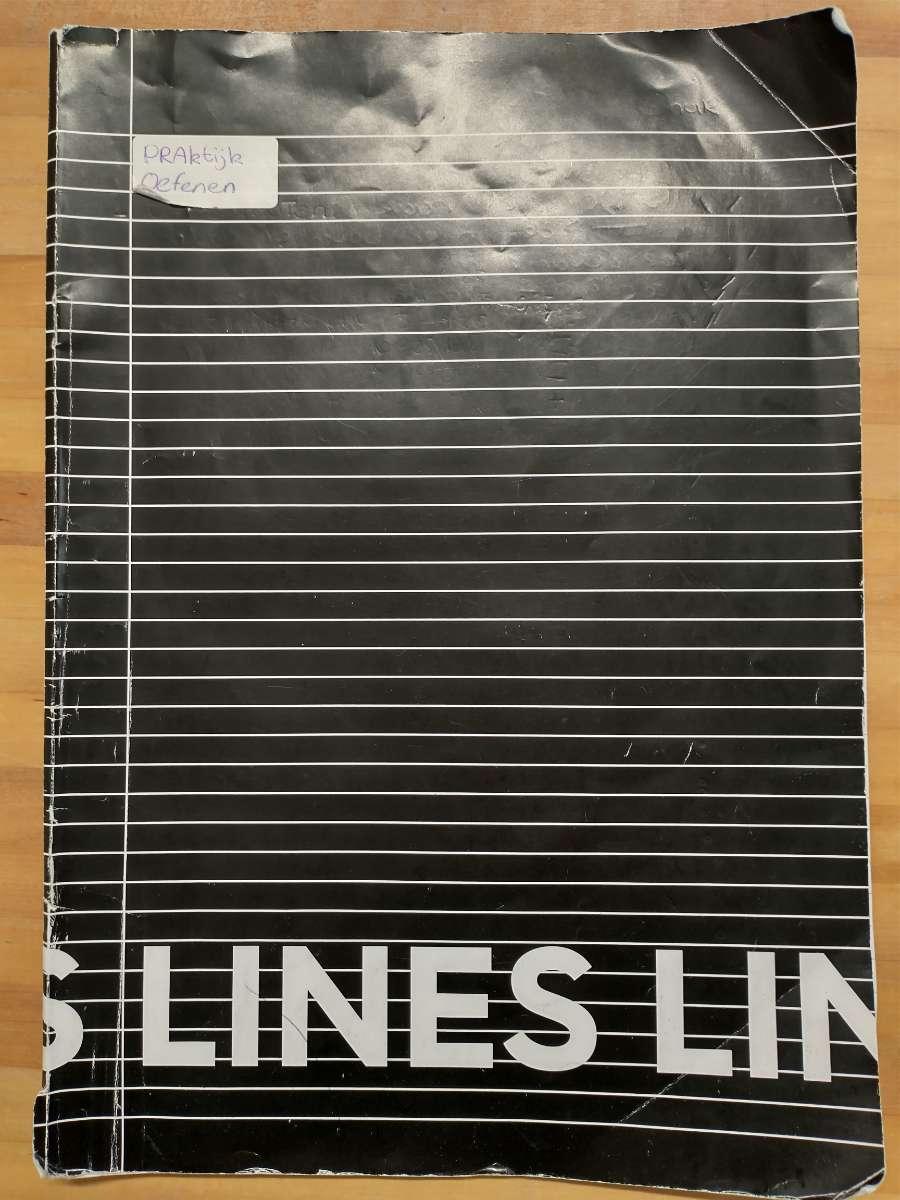 PRAktijk
Oefenen
S LINES LIN